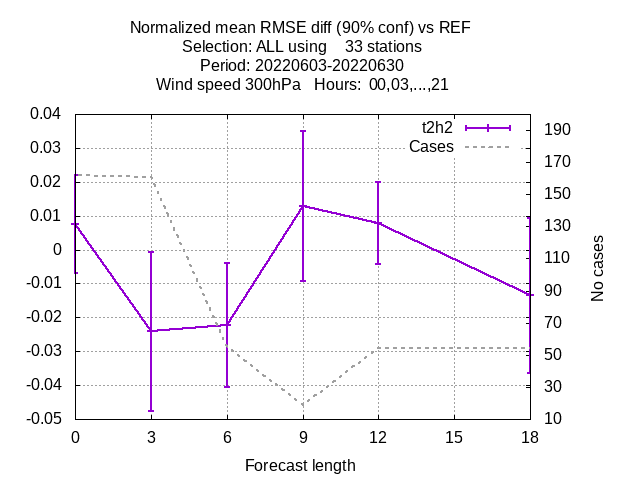 Normalized mean RMSE diff (90% conf) vs REF
Selection: ALL using    33 stations
Period: 20220603-20220630
Wind speed 300hPa   Hours:  00,03,...,21
t2h2
Cases
0.04
0.03
0.02
0.01
0
-0.01
-0.02
-0.03
-0.04
-0.05
190
170
150
130
110
90
70
50
30
10
No cases
0 3 6 9 12 15 18
Forecast length